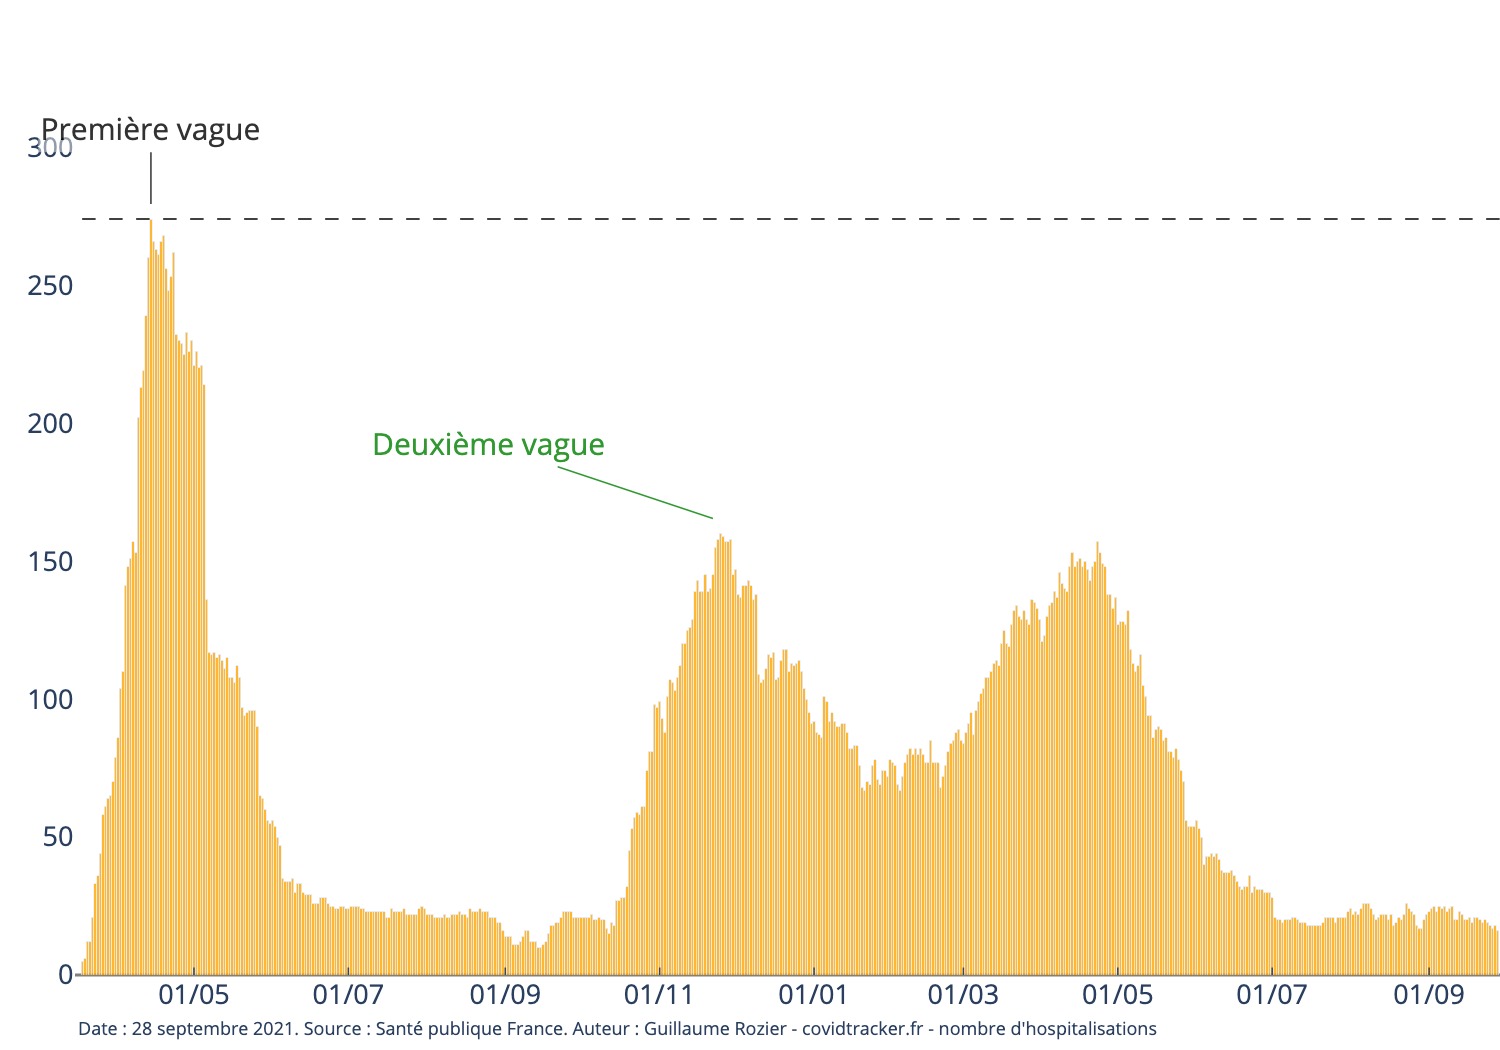 Première vague
300
250
200
Deuxième vague
150
100
50
0
01/05 01/07 01/09 01/11 01/01 01/03 01/05 01/07 01/09
Date : 28 septembre 2021. Source : Santé publique France. Auteur : Guillaume Rozier - covidtracker.fr - nombre d'hospitalisations